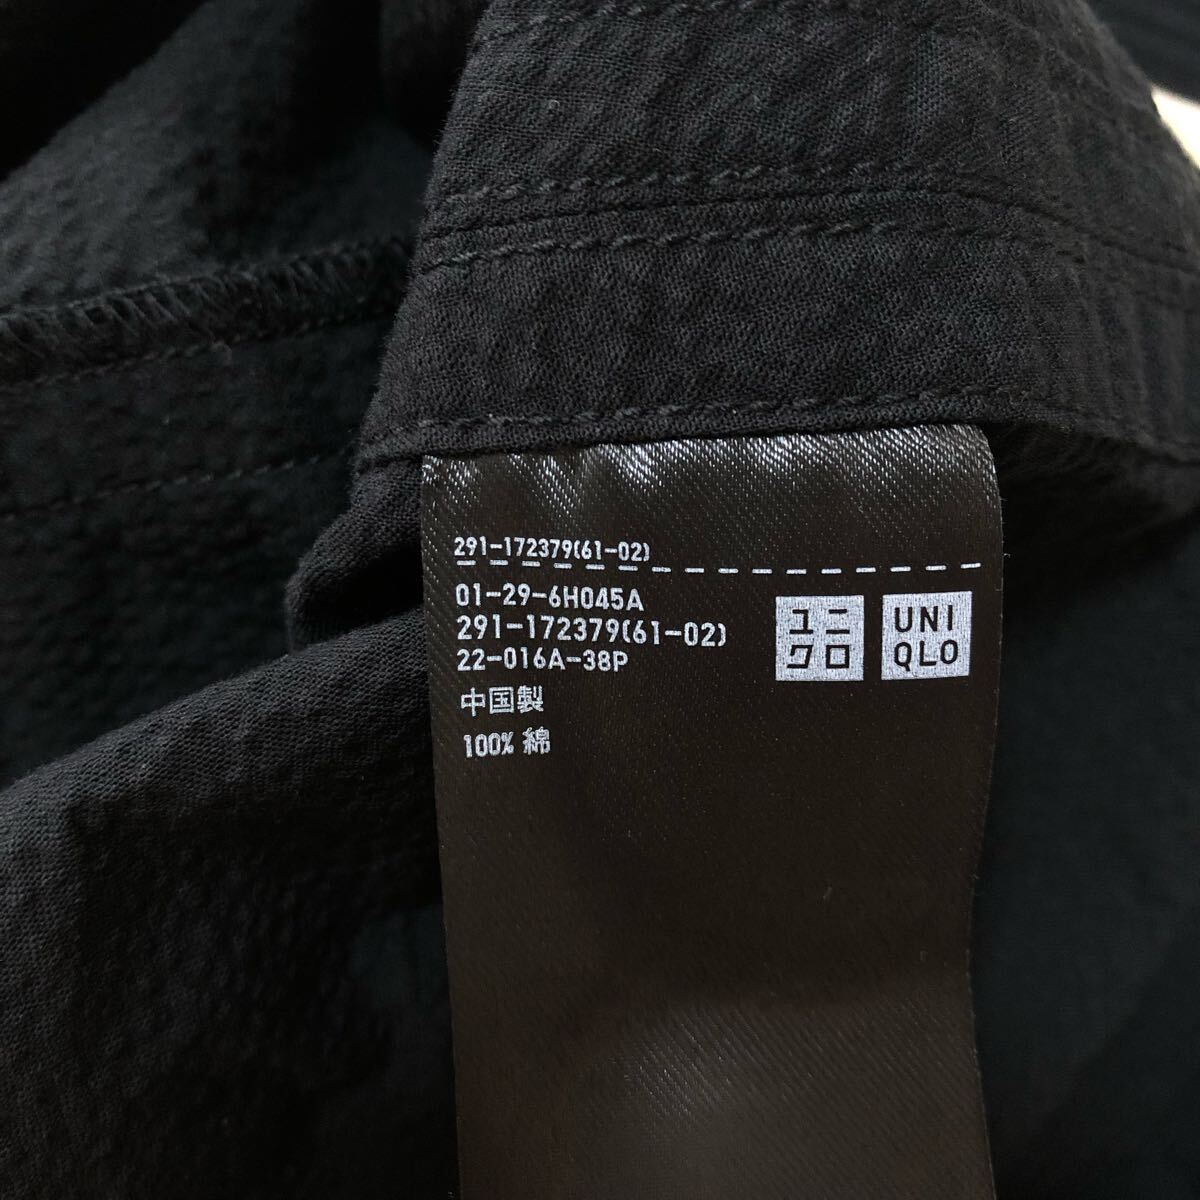 291-172379(61-02)
01-29-6H045A
291-172379(61-02)
22-016A-38P
中国製
100% 綿
ユニ
クロ
UNI
QLO